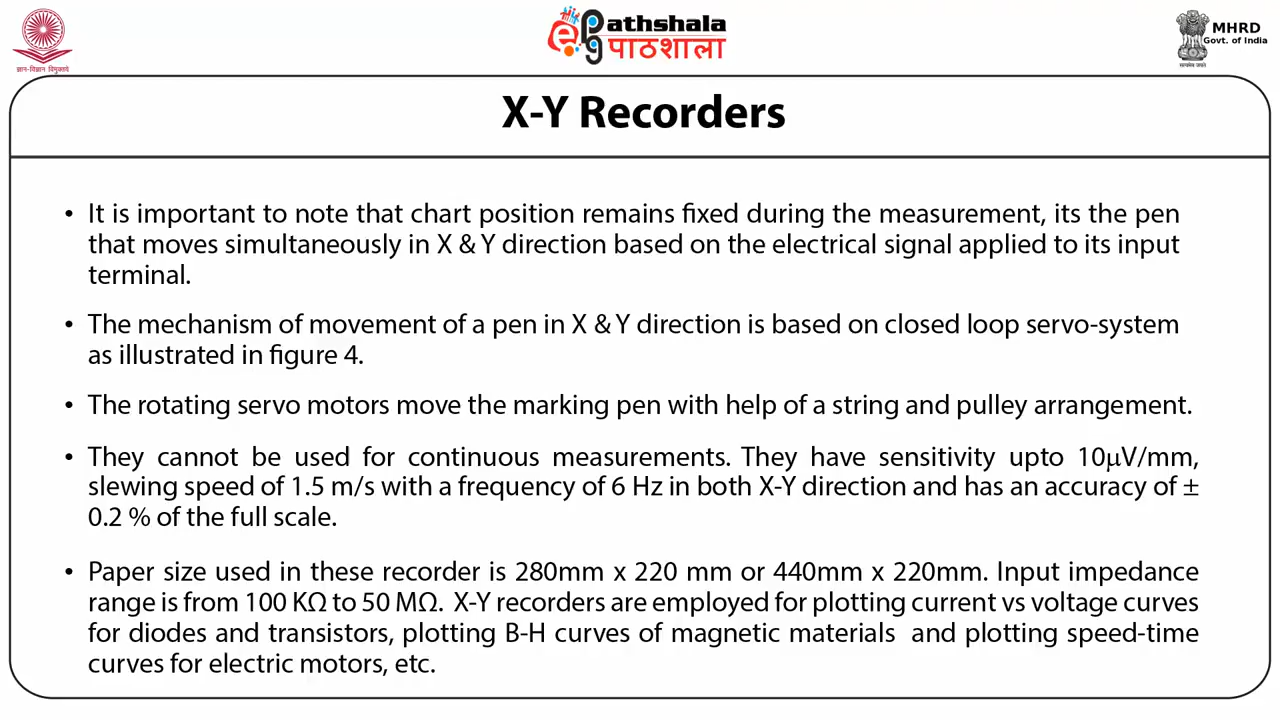 ज्ञान-विज्ञान विमुक्तये
ePathshala
पाठशाला
MHRD
Govt. of India
सत्यमेव जयते
X-Y Recorders
• It is important to note that chart position remains fixed during the measurement, its the pen
that moves simultaneously in X & Y direction based on the electrical signal applied to its input
terminal.
• The mechanism of movement of a pen in X & Y direction is based on closed loop servo-system
as illustrated in figure 4.
• The rotating servo motors move the marking pen with help of a string and pulley arrangement.
• They cannot be used for continuous measurements. They have sensitivity upto 10µV/mm,
slewing speed of 1.5 m/s with a frequency of 6 Hz in both X-Y direction and has an accuracy of ±
0.2 % of the full scale.
• Paper size used in these recorder is 280mm x 220 mm or 440mm x 220mm. Input impedance
range is from 100 KΩ to 50 MΩ. X-Y recorders are employed for plotting current vs voltage curves
for diodes and transistors, plotting B-H curves of magnetic materials and plotting speed-time
curves for electric motors, etc.